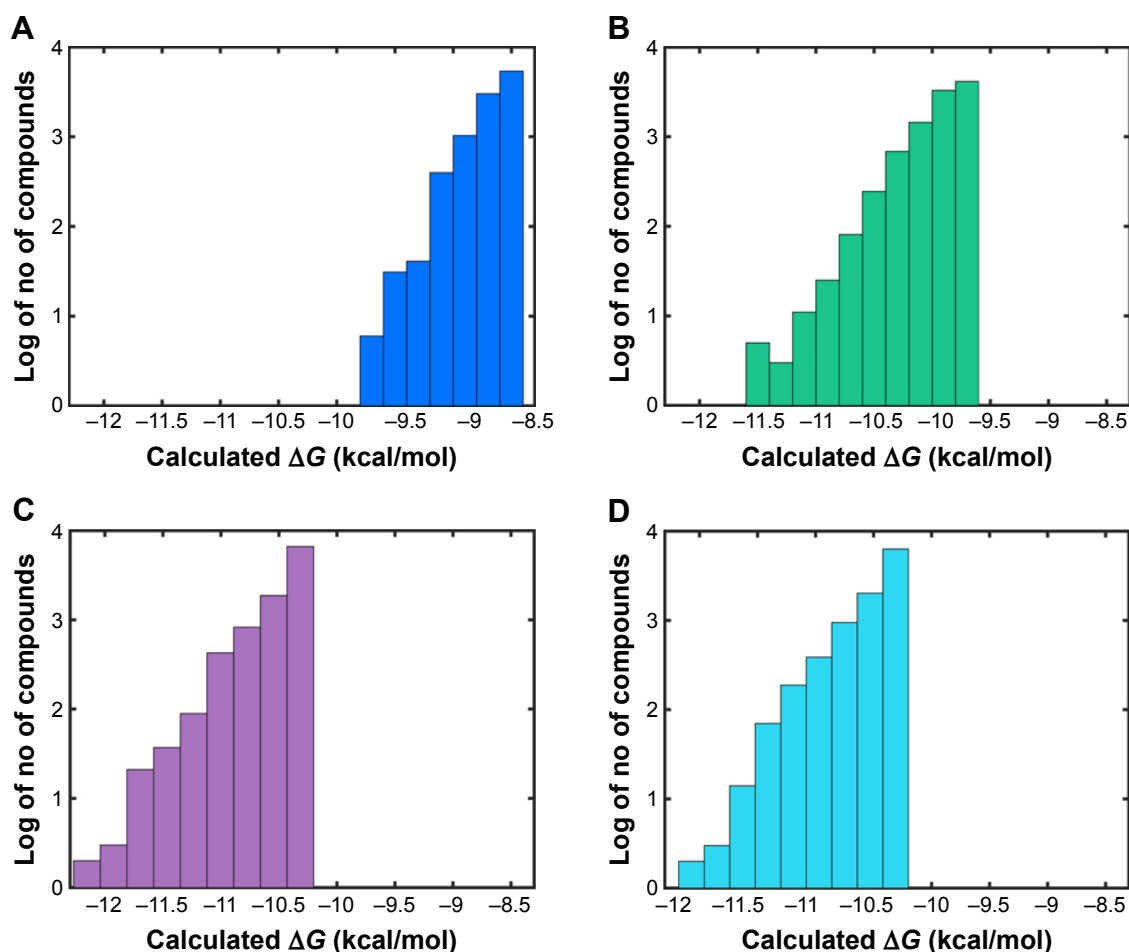 A
Log of no of compounds
4
3
2
1
0
–12 –11.5 –11 –10.5 –10 –9.5 –9 –8.5
Calculated ΔG (kcal/mol)
B
Log of no of compounds
4
3
2
1
0
–12 –11.5 –11 –10.5 –10 –9.5 –9 –8.5
Calculated ΔG (kcal/mol)
C
Log of no of compounds
4
3
2
1
0
–12 –11.5 –11 –10.5 –10 –9.5 –9 –8.5
Calculated ΔG (kcal/mol)
D
Log of no of compounds
4
3
2
1
0
–12 –11.5 –11 –10.5 –10 –9.5 –9 –8.5
Calculated ΔG (kcal/mol)